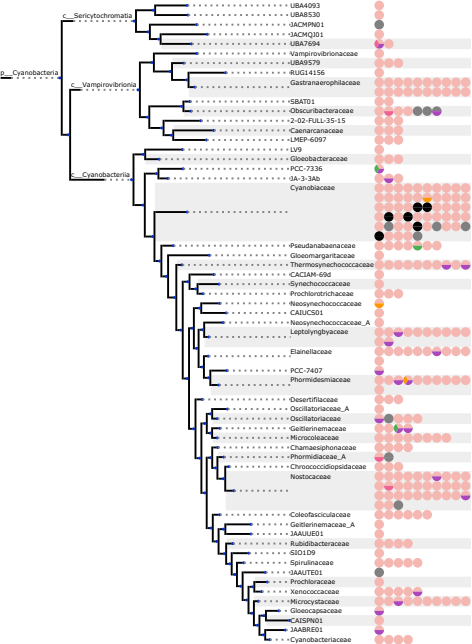 UBA4093
c__Sericytochromatia
UBA8530
JACMPN01
JACMQJ01
UBA7694
Vampirovibrionaceae
UBA9579
p__Cyanobacteria
RUG14156
Gastranaerophilaceae
c__Vampirovibrionia
SBAT01
Obscuribacteraceae
2-02-FULL-35-15
Caenarcanaceae
LMEP-6097
LV9
Gloeobacteraceae
PCC-7336
c__Cyanobacteriia
JA-3-3Ab
Cyanobiaceae
Pseudanabaenaceae
Gloeomargaritaceae
Thermosynechococcaceae
CACIAM-69d
Synechococcaceae
Prochlorotrichaceae
Neosynechococcaceae
CAIUCS01
Neosynechococcaceae_A
Leptolyngbyaceae
Elainellaceae
PCC-7407
Phormidesmiaceae
Desertifilaceae
Oscillatoriaceae_A
Oscillatoriaceae
Geitlerinemaceae
Microcoleaceae
Chamaesiphonaceae
Phormidiaceae_A
Chroococcidiopsidaceae
Nostocaceae
Coleofasciculaceae
Geitlerinemaceae_A
JAAUUE01
Rubidibacteraceae
SIO1D9
Spirulinaceae
JAAUTE01
Prochloraceae
Xenococcaceae
Microcystaceae
Gloeocapsaceae
CAISPN01
JAABRE01
Cyanobacteriaceae